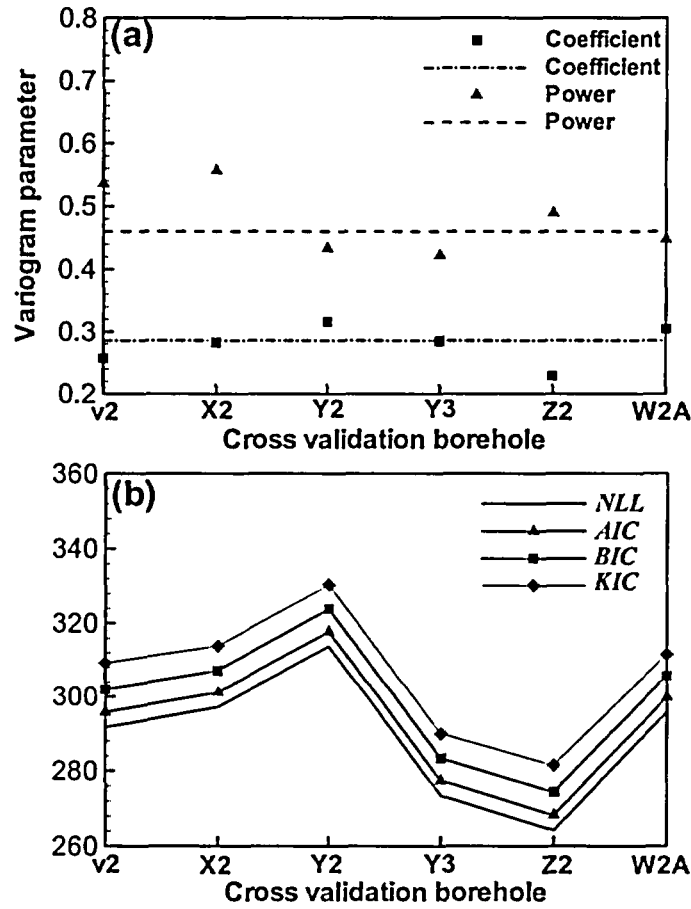 (a)
Coefficient
Coefficient
Power
Power
Variogram parameter
0.8
0.7
0.6
0.5
0.4
0.3
0.2
v2 X2 Y2 Y3 Z2 W2A
Cross validation borehole
(b)
NLL
AIC
BIC
KIC
360
340
320
300
280
260
v2 X2 Y2 Y3 Z2 W2A
Cross validation borehole